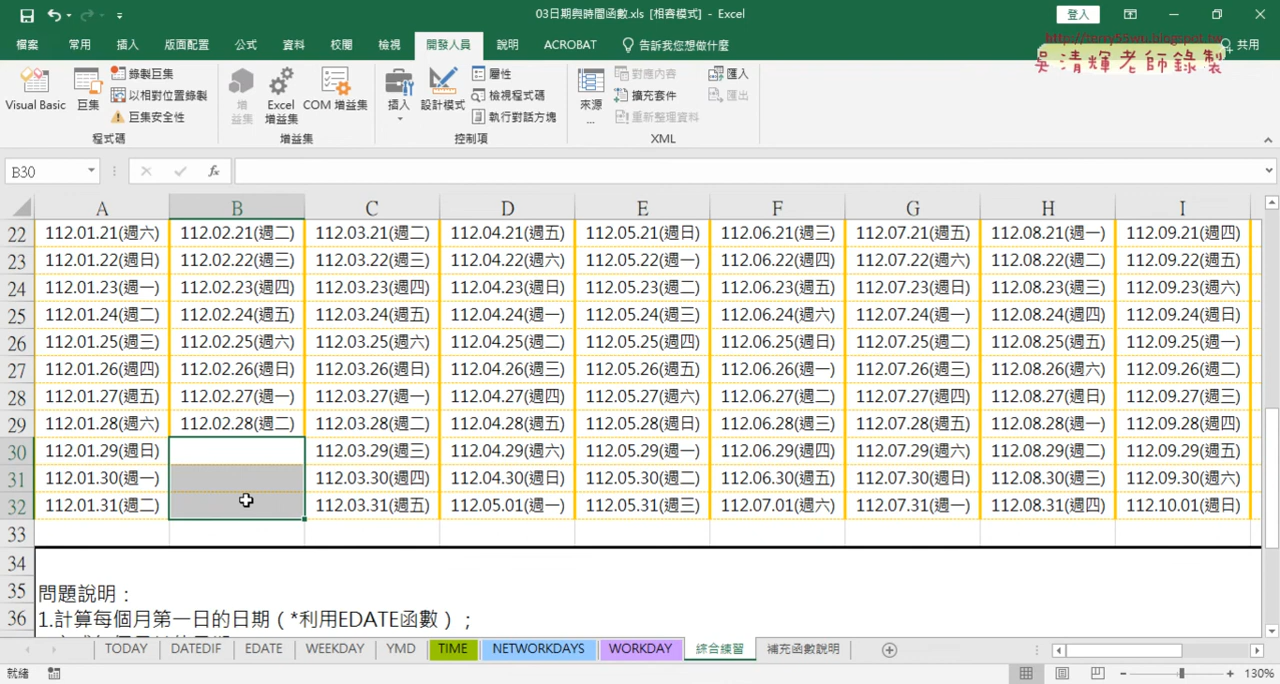 03日期與時間函數.xls [相容模式] - Excel
登入
檔案 常用 插入 版面配置 公式 資料 校閱 檢視 開發人員 說明 ACROBAT 告訴我您想做什麼 共用
http://terry55wu.blogspot.tw
吳清輝老師錄製
Visual Basic 巨集 錄製巨集 以相對位置錄製 巨集安全性 程式碼
增益集 Excel 增益集 COM 增益集 增益集
插入 設計模式 屬性 檢視程式碼 執行對話方塊 控制項
來源... 對應內容 擴充套件 重新整理資料 匯入 匯出 XML
B30 fx
A B C D E F G H I
22 112.01.21(週六) 112.02.21(週二) 112.03.21(週二) 112.04.21(週五) 112.05.21(週日) 112.06.21(週三) 112.07.21(週五) 112.08.21(週一) 112.09.21(週四)
23 112.01.22(週日) 112.02.22(週三) 112.03.22(週三) 112.04.22(週六) 112.05.22(週一) 112.06.22(週四) 112.07.22(週六) 112.08.22(週二) 112.09.22(週五)
24 112.01.23(週一) 112.02.23(週四) 112.03.23(週四) 112.04.23(週日) 112.05.23(週二) 112.06.23(週五) 112.07.23(週日) 112.08.23(週三) 112.09.23(週六)
25 112.01.24(週二) 112.02.24(週五) 112.03.24(週五) 112.04.24(週一) 112.05.24(週三) 112.06.24(週六) 112.07.24(週一) 112.08.24(週四) 112.09.24(週日)
26 112.01.25(週三) 112.02.25(週六) 112.03.25(週六) 112.04.25(週二) 112.05.25(週四) 112.06.25(週日) 112.07.25(週二) 112.08.25(週五) 112.09.25(週一)
27 112.01.26(週四) 112.02.26(週日) 112.03.26(週日) 112.04.26(週三) 112.05.26(週五) 112.06.26(週一) 112.07.26(週三) 112.08.26(週六) 112.09.26(週二)
28 112.01.27(週五) 112.02.27(週一) 112.03.27(週一) 112.04.27(週四) 112.05.27(週六) 112.06.27(週二) 112.07.27(週四) 112.08.27(週日) 112.09.27(週三)
29 112.01.28(週六) 112.02.28(週二) 112.03.28(週二) 112.04.28(週五) 112.05.28(週日) 112.06.28(週三) 112.07.28(週五) 112.08.28(週一) 112.09.28(週四)
30 112.01.29(週日) 112.03.29(週三) 112.04.29(週六) 112.05.29(週一) 112.06.29(週四) 112.07.29(週六) 112.08.29(週二) 112.09.29(週五)
31 112.01.30(週一) 112.03.30(週四) 112.04.30(週日) 112.05.30(週二) 112.06.30(週五) 112.07.30(週日) 112.08.30(週三) 112.09.30(週六)
32 112.01.31(週二) 112.03.31(週五) 112.05.01(週一) 112.05.31(週三) 112.07.01(週六) 112.07.31(週一) 112.08.31(週四) 112.10.01(週日)
33
34
35 問題說明：
36 1.計算每個月第一日的日期（*利用EDATE函數）；
TODAY DATEDIF EDATE WEEKDAY YMD TIME NETWORKDAYS WORKDAY 綜合練習 補充函數說明
就緒 130%